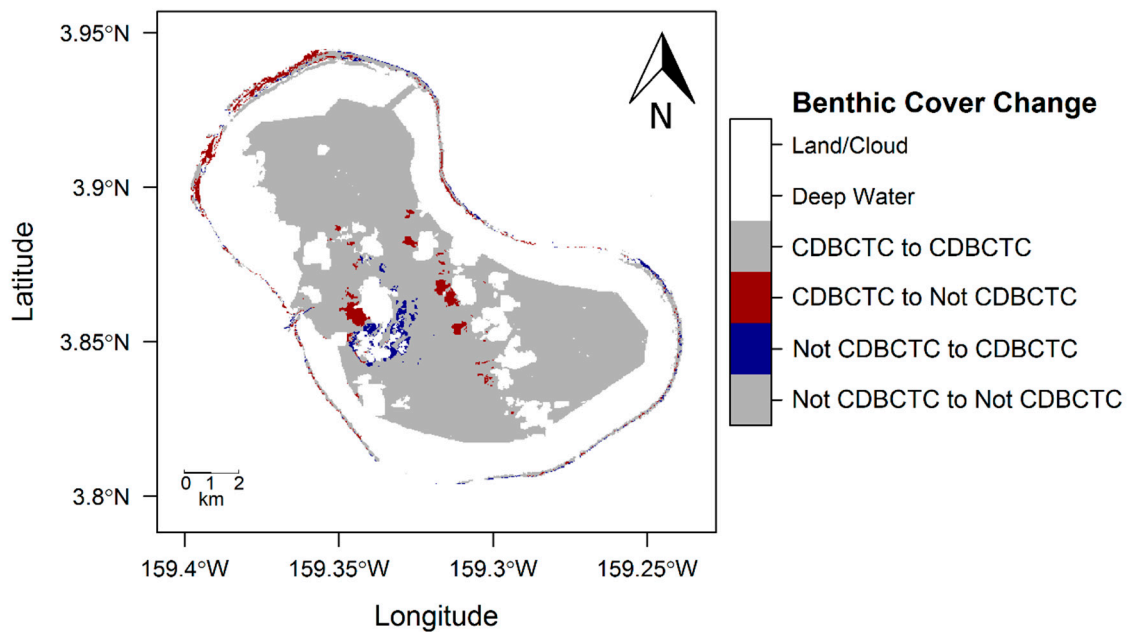 3.95°N
3.9°N
3.85°N
3.8°N
Latitude
N
0 1 2
km
159.4°W 159.35°W 159.3°W 159.25°W
Longitude
Benthic Cover Change
Land/Cloud
Deep Water
CDBCTC to CDBCTC
CDBCTC to Not CDBCTC
Not CDBCTC to CDBCTC
Not CDBCTC to Not CDBCTC